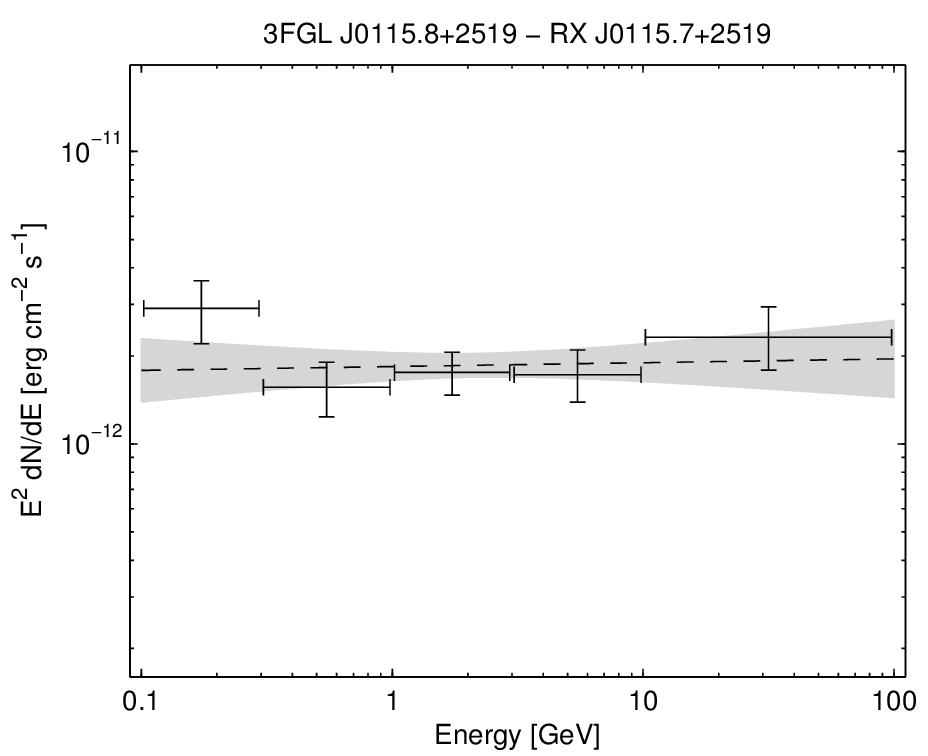 3FGL J0115.8+2519 − RX J0115.7+2519
10⁻¹¹
10⁻¹²
E² dN/dE [erg cm⁻² s⁻¹]
0.1 1 10 100
Energy [GeV]